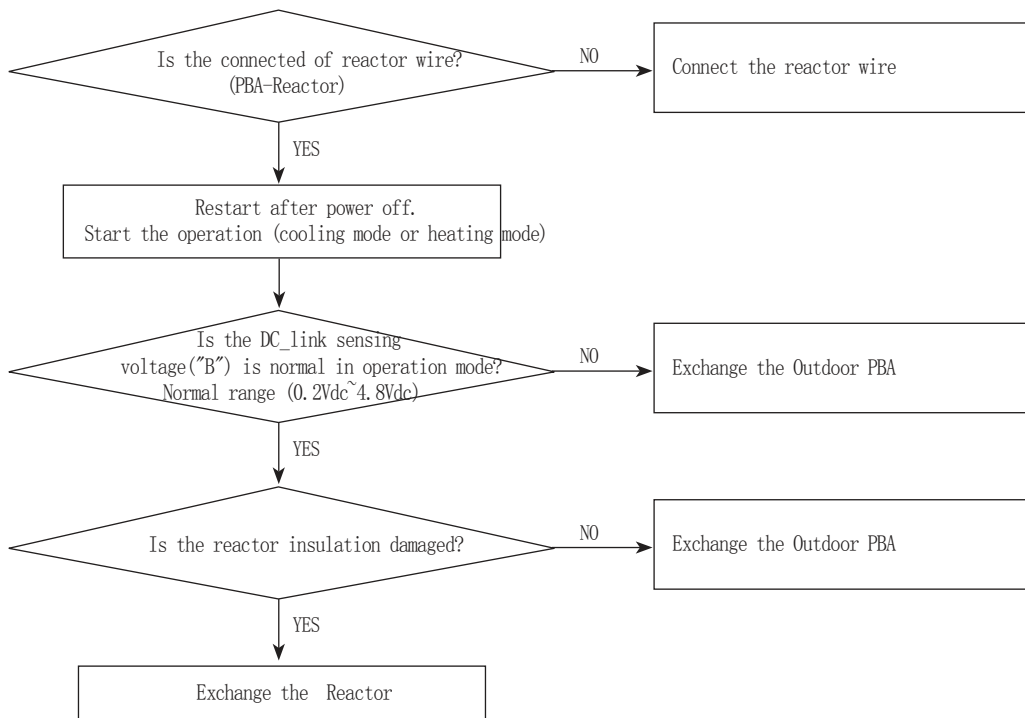 Is the connected of reactor wire?
(PBA-Reactor)
NO
Connect the reactor wire
YES
Restart after power off.
Start the operation (cooling mode or heating mode)
Is the DC_link sensing
voltage("B") is normal in operation mode?
Normal range (0.2Vdc~4.8Vdc)
NO
Exchange the Outdoor PBA
YES
Is the reactor insulation damaged?
NO
Exchange the Outdoor PBA
YES
Exchange the Reactor